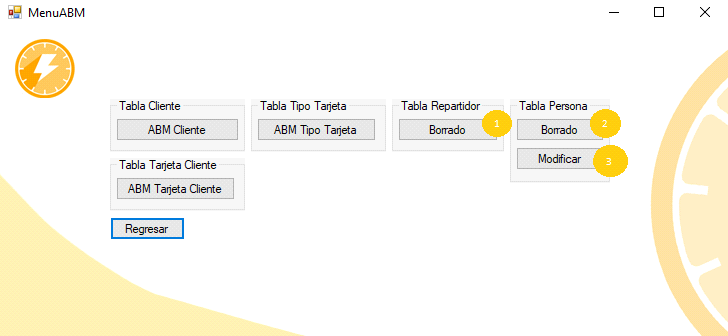 MenuABM
Tabla Cliente
ABM Cliente
Tabla Tipo Tarjeta
ABM Tipo Tarjeta
Tabla Repartidor
Borrado
1
Tabla Persona
Borrado
2
Modificar
3
Tabla Tarjeta Cliente
ABM Tarjeta Cliente
Regresar